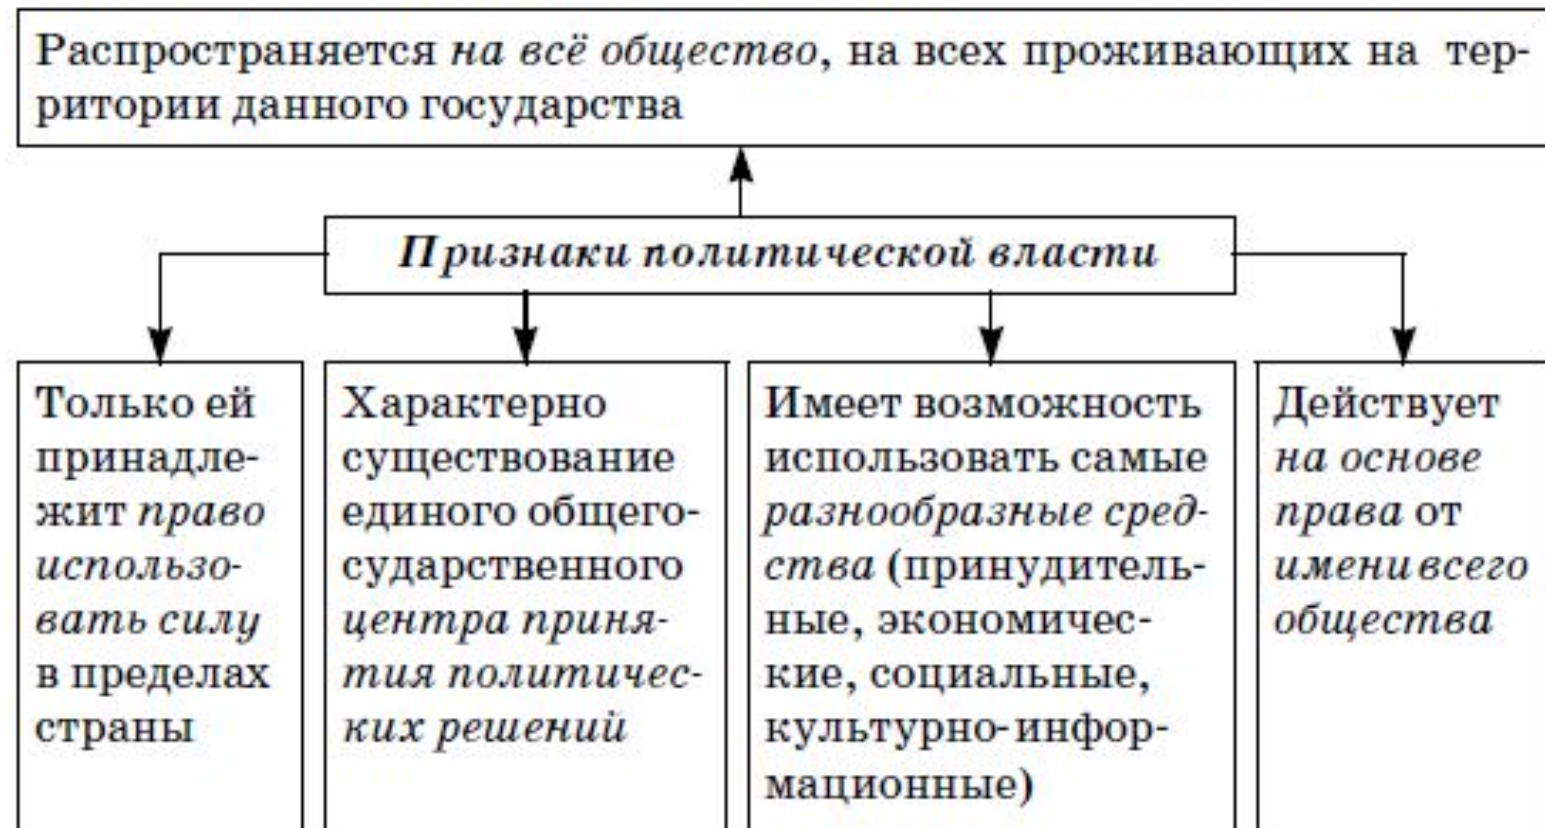 Распространяется на всё общество, на всех проживающих на тер-
ритории данного государства
Признаки политической власти
Только ей
принадле-
жит право
использо-
вать силу
в пределах
страны
Характерно
существование
единого общего-
сударственного
центра приня-
тия политичес-
ких решений
Имеет возможность
использовать самые
разнообразные сред-
ства (принудитель-
ные, экономичес-
кие, социальные,
культурно-инфор-
мационные)
Действует
на основе
права от
имени всего
общества